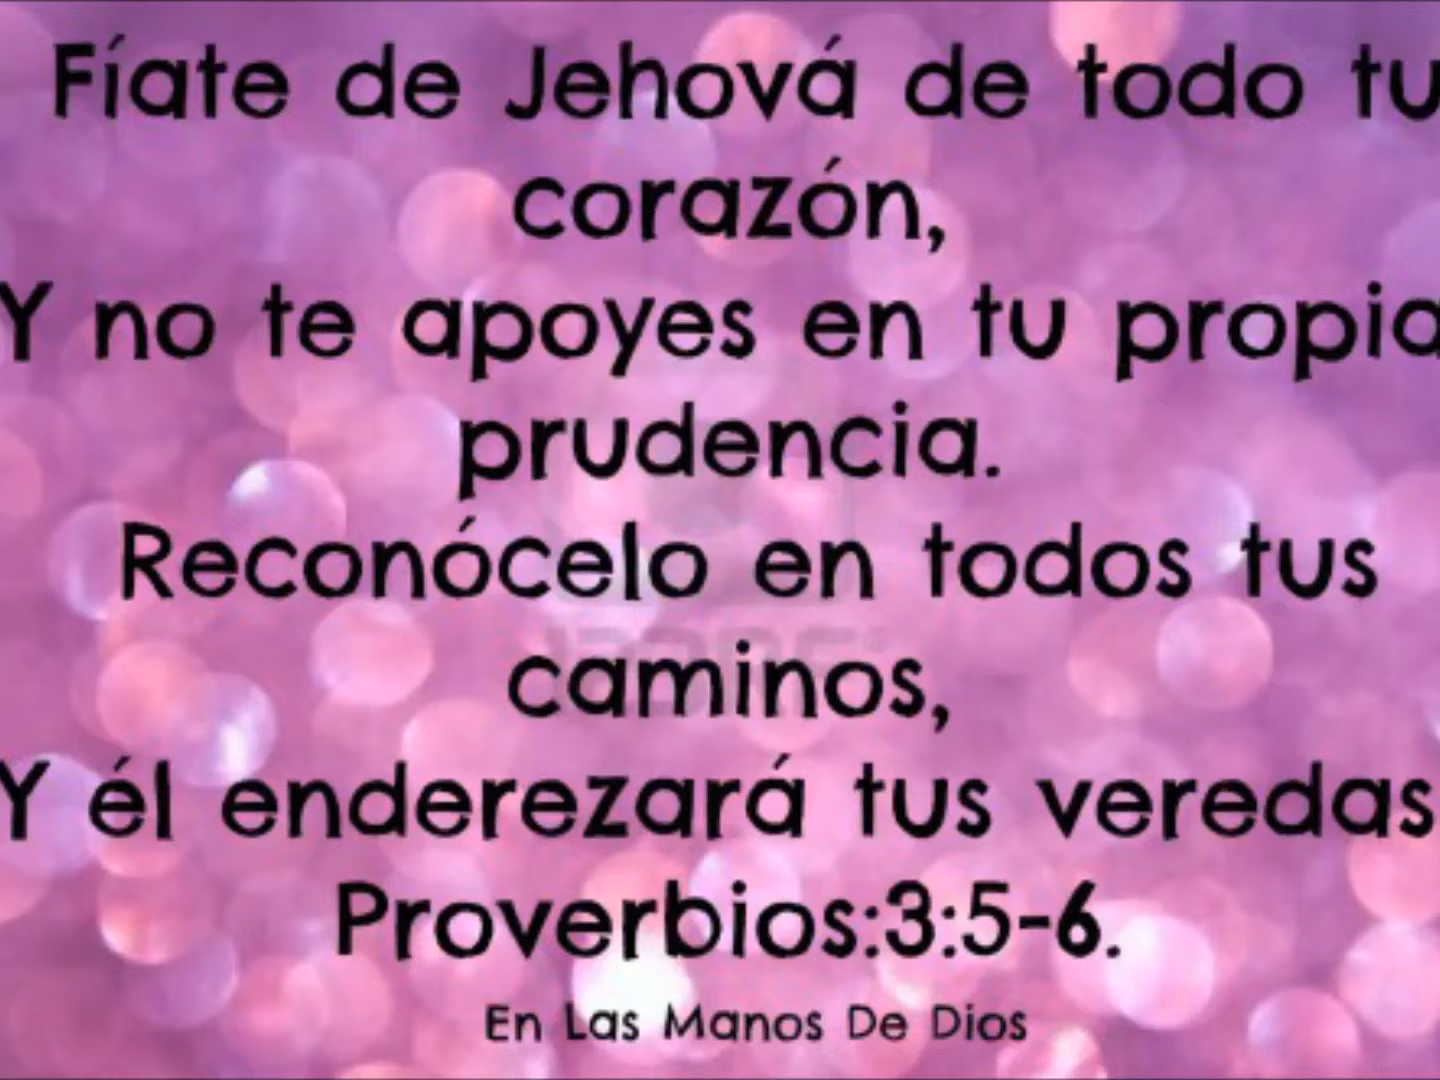 Fíate de Jehová de todo tu
corazón,
Y no te apoyes en tu propia
prudencia.
Reconócelo en todos tus
caminos,
Y él enderezará tus veredas
Proverbios:3:5-6.
En Las Manos De Dios